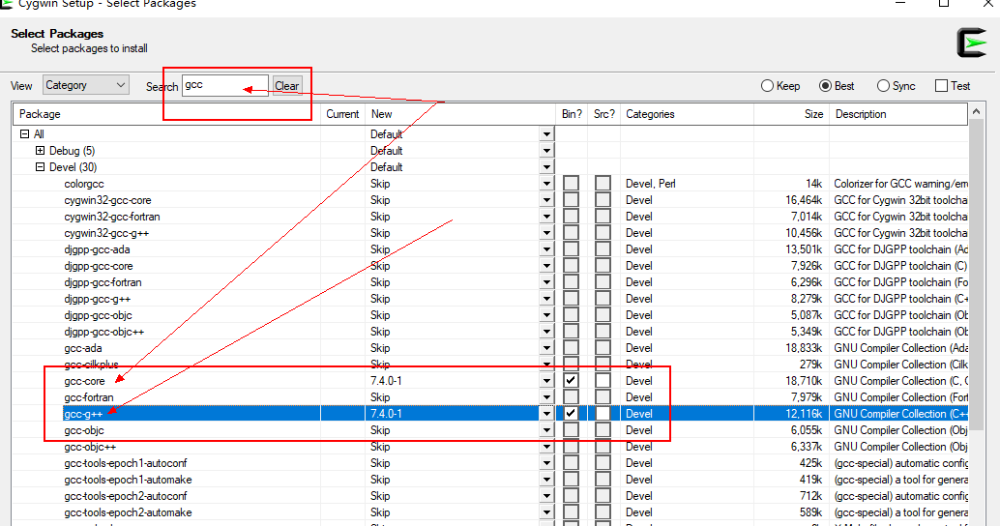 Cygwin Setup - Select Packages
Select Packages
Select packages to install
View Category Search gcc Clear Keep Best Sync Test
Package Current New Bin? Src? Categories Size Description
All Default
Debug (5) Default
Devel (30) Default
colorgcc Skip Devel, Perl 14k Colorizer for GCC warning/erro
cygwin32-gcc-core Skip Devel 16,464k GCC for Cygwin 32bit toolcha
cygwin32-gcc-fortran Skip Devel 7,014k GCC for Cygwin 32bit toolcha
cygwin32-gcc-g++ Skip Devel 10,456k GCC for Cygwin 32bit toolcha
djgpp-gcc-ada Skip Devel 13,501k GCC for DJGPP toolchain (Ad
djgpp-gcc-core Skip Devel 7,926k GCC for DJGPP toolchain (C)
djgpp-gcc-fortran Skip Devel 6,296k GCC for DJGPP toolchain (Fo
djgpp-gcc-g++ Skip Devel 8,279k GCC for DJGPP toolchain (C+
djgpp-gcc-objc Skip Devel 5,087k GCC for DJGPP toolchain (Ob
djgpp-gcc-objc++ Skip Devel 5,349k GCC for DJGPP toolchain (Ob
gcc-ada Skip Devel 18,833k GNU Compiler Collection (Ada
gcc-cilkplus Skip Devel 279k GNU Compiler Collection (Cilk
gcc-core 7.4.0-1 Devel 18,710k GNU Compiler Collection (C, O
gcc-fortran Skip Devel 7,979k GNU Compiler Collection (Fort
gcc-g++ 7.4.0-1 Devel 12,116k GNU Compiler Collection (C++
gcc-objc Skip Devel 6,055k GNU Compiler Collection (Obj
gcc-objc++ Skip Devel 6,337k GNU Compiler Collection (Obj
gcc-tools-epoch1-autoconf Skip Devel 425k (gcc-special) automatic config
gcc-tools-epoch1-automake Skip Devel 419k (gcc-special) a tool for genera
gcc-tools-epoch2-autoconf Skip Devel 712k (gcc-special) automatic config
gcc-tools-epoch2-automake Skip Devel 589k (gcc-special) a tool for genera